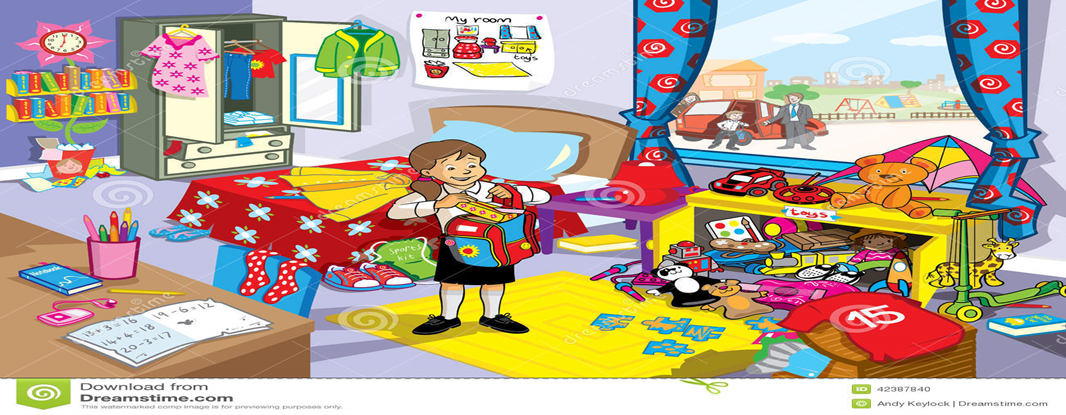 My room
toys
Sports
kit
toys
Notebook
13+3=16
14+4=18
20-3=17
19-6=12
15
Download from
Dreamstime.com
This watermarked comp image is for previewing purposes only.
ID 42387840
Andy Keylock | Dreamstime.com